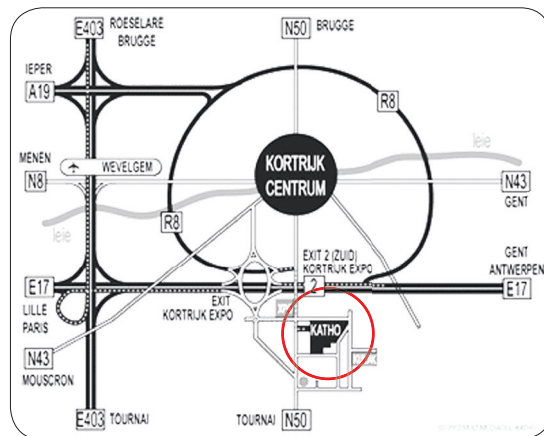 E403
ROESELARE
BRUGGE
N50
BRUGGE
IEPER
A19
R8
MENEN
WEVELGEM
KORTRIJK
CENTRUM
leie
N8
N43
GENT
R8
leie
EXIT 2 (ZUID)
KORTRIJK EXPO
GENT
ANTWERPEN
E17
2
E17
LILLE
PARIS
EXIT
KORTRIJK EXPO
KATHO
N43
MOUSCRON
E403
TOURNAI
TOURNAI
N50